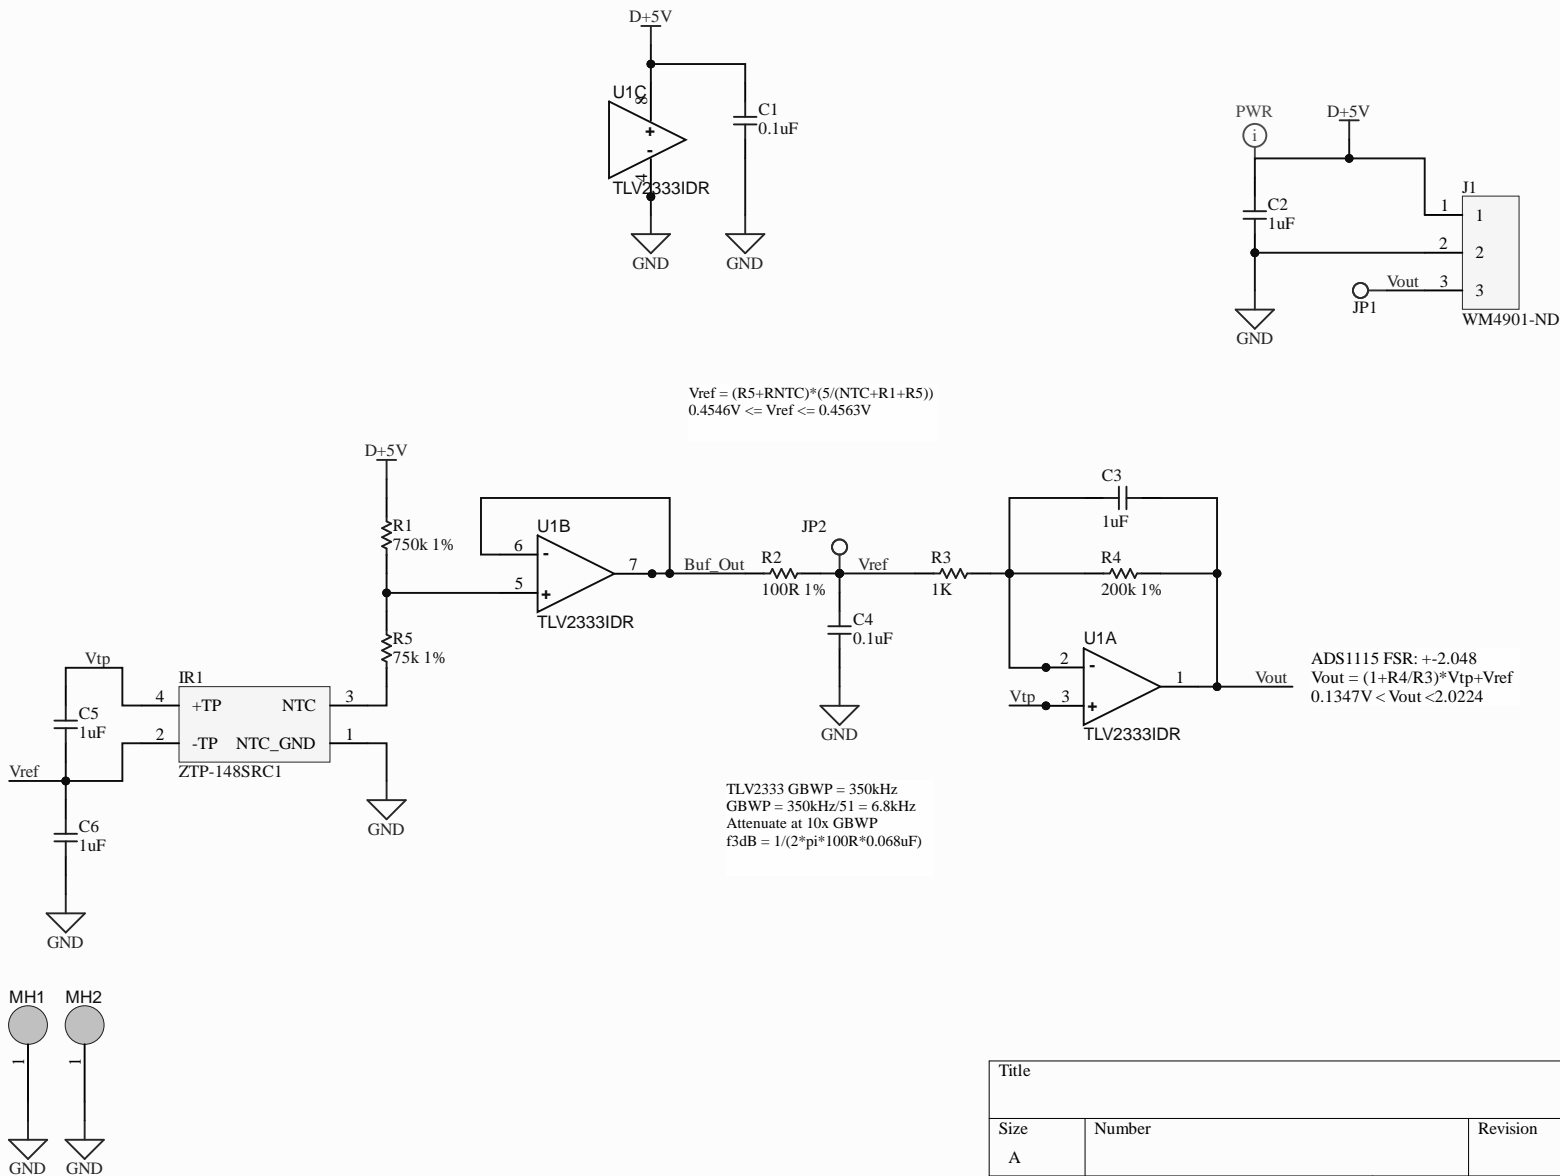 D+5V
U1C
8
C1
0.1uF
+
-
4
TLV2333IDR
GND
GND
PWR
i
D+5V
J1
C2
1uF
1
1
2
2
Vout
3
3
JP1
WM4901-ND
GND
Vref = (R5+RNTC)*(5/(NTC+R1+R5))
0.4546V <= Vref <= 0.4563V
D+5V
R1
750k 1%
R5
75k 1%
U1B
6
-
5
+
7
TLV2333IDR
Buf_Out
R2
100R 1%
JP2
Vref
C4
0.1uF
GND
R3
1K
C3
1uF
R4
200k 1%
U1A
2
-
Vtp
3
+
1
TLV2333IDR
Vout
ADS1115 FSR: +-2.048
Vout = (1+R4/R3)*Vtp+Vref
0.1347V < Vout <2.0224
Vtp
IR1
4
+TP
NTC
3
C5
1uF
2
-TP
NTC_GND
1
Vref
ZTP-148SRC1
C6
1uF
GND
GND
TLV2333 GBWP = 350kHz
GBWP = 350kHz/51 = 6.8kHz
Attenuate at 10x GBWP
f3dB = 1/(2*pi*100R*0.068uF)
MH1
MH2
1
1
GND
GND
Title
Size
Number
Revision
A